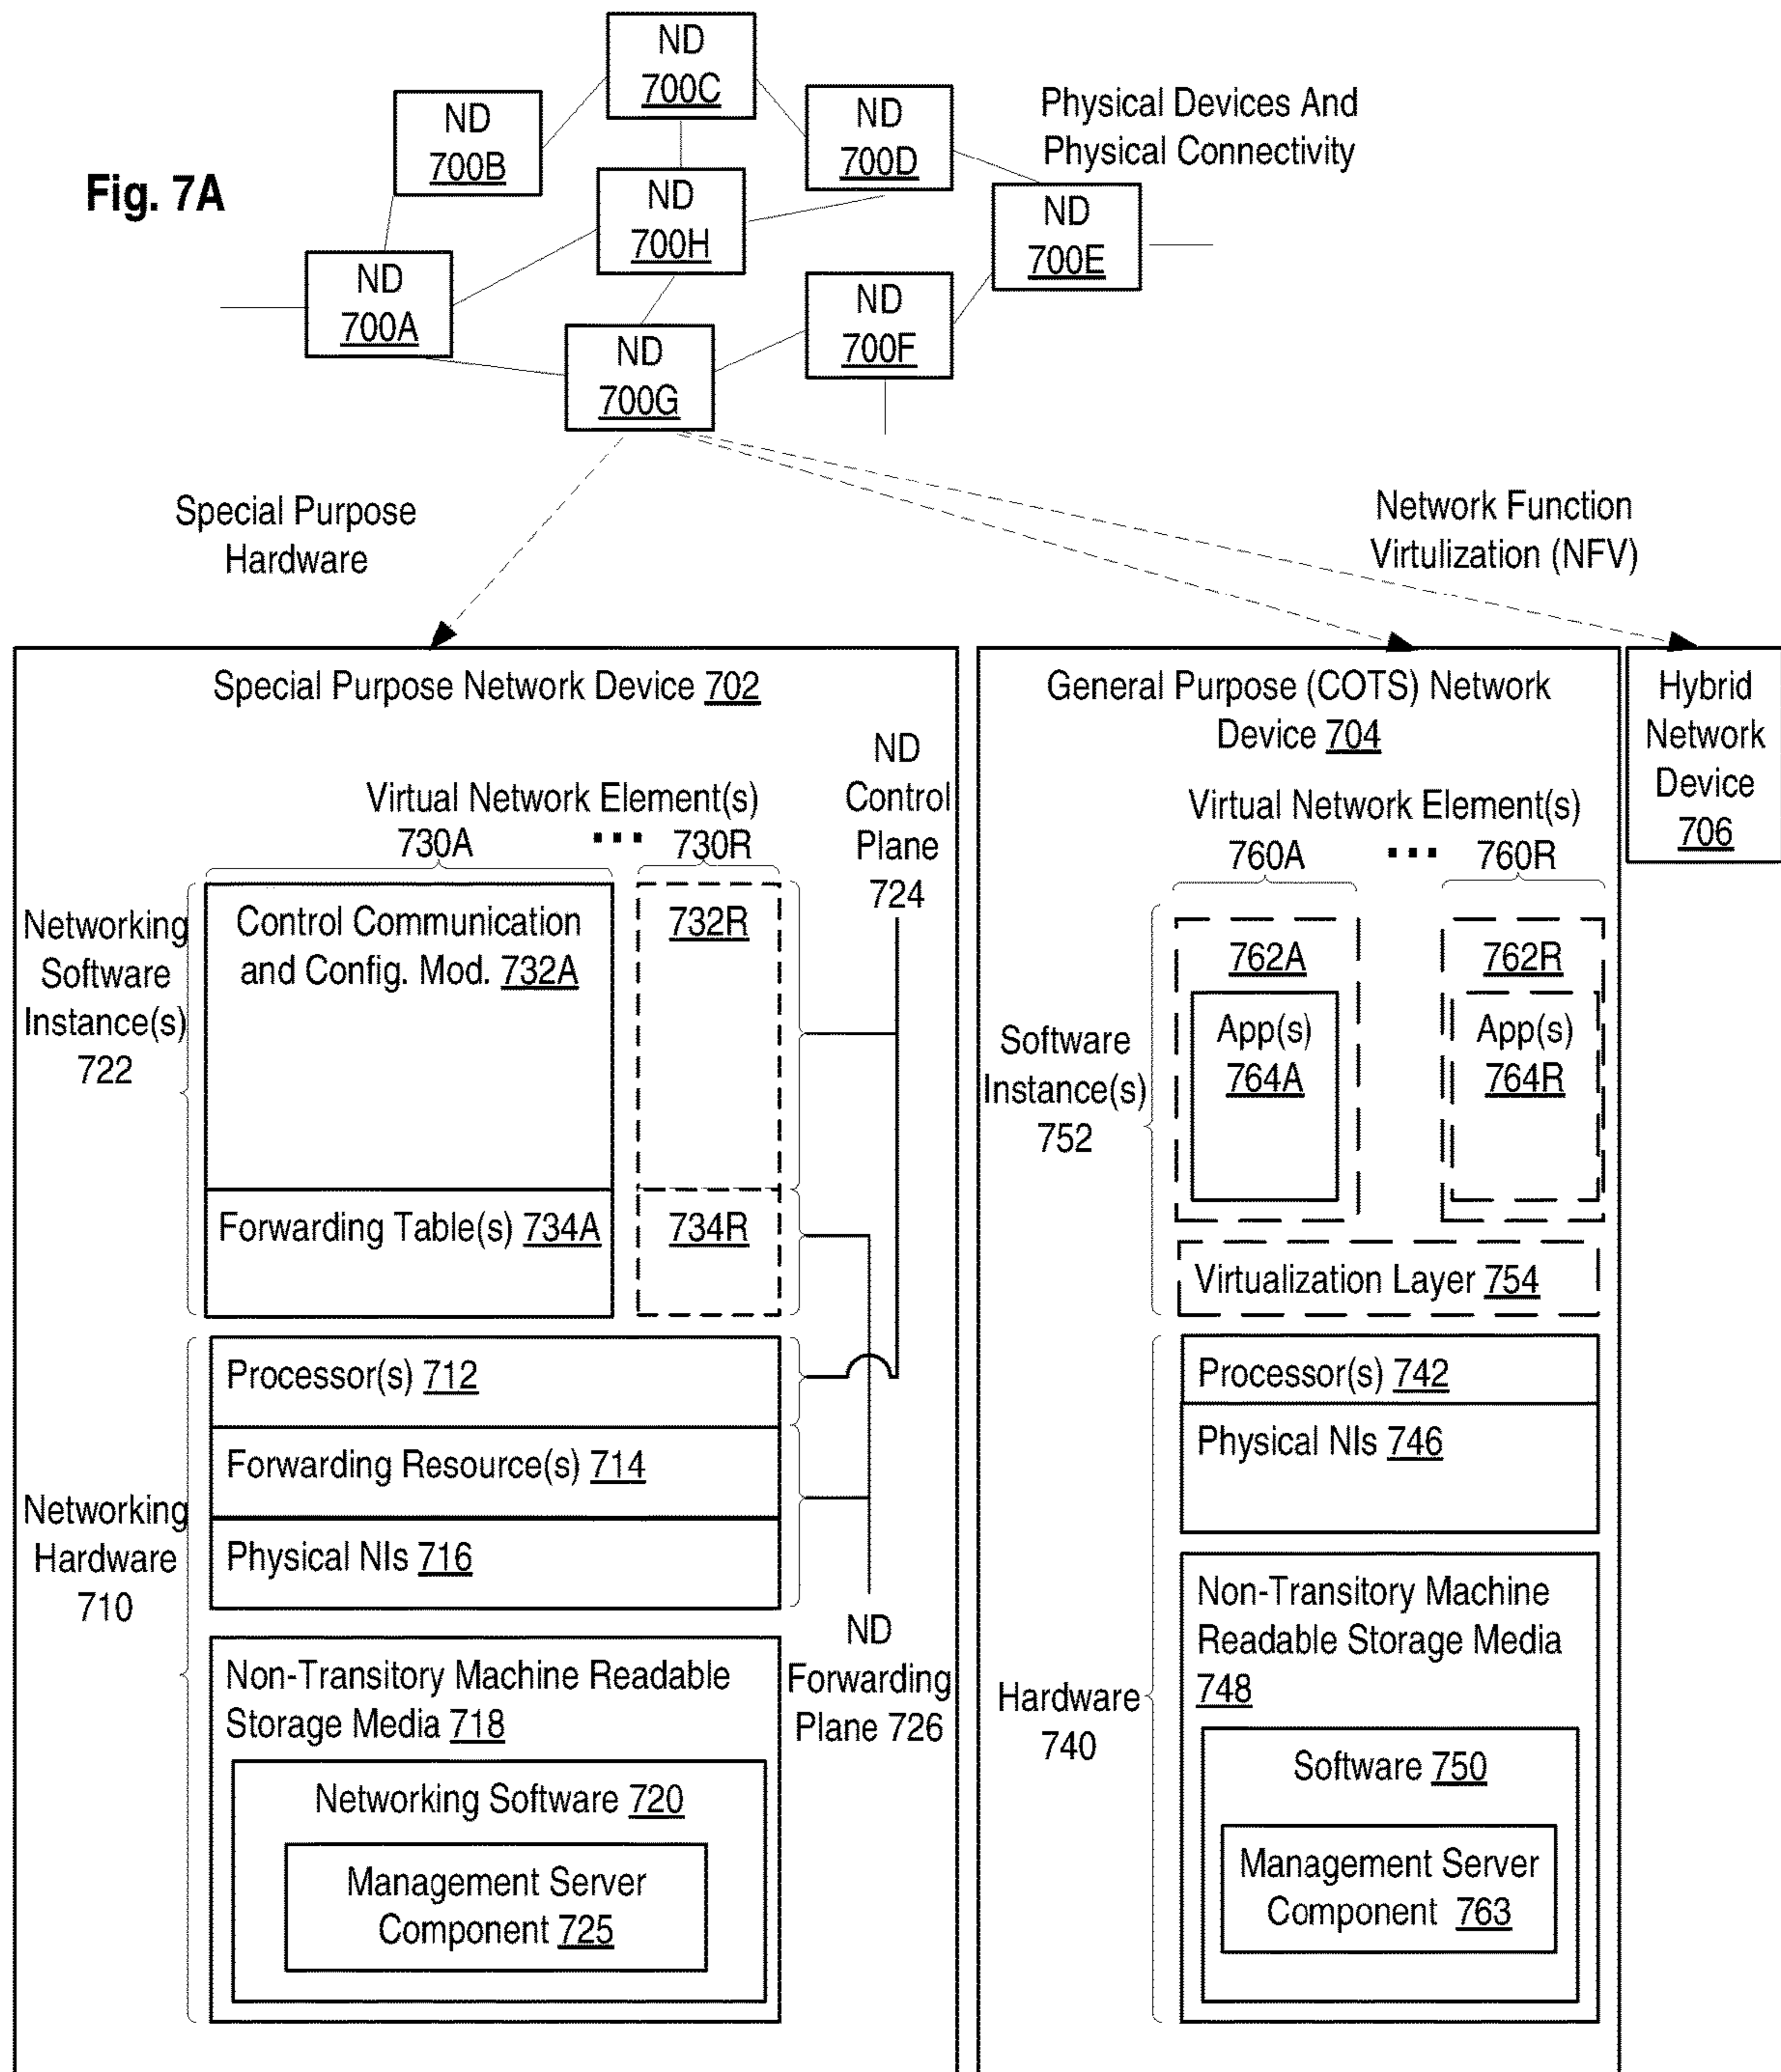 Fig. 7A
ND
700C
ND
700B
ND
700D
Physical Devices And
Physical Connectivity
ND
700H
ND
700E
ND
700A
ND
700F
ND
700G
Special Purpose
Hardware
Network Function
Virtulization (NFV)
Special Purpose Network Device 702
ND
Control
Plane
724
Virtual Network Element(s)
730A
...
730R
Networking
Software
Instance(s)
722
Control Communication
and Config. Mod. 732A
732R
Forwarding Table(s) 734A
734R
Networking
Hardware
710
Processor(s) 712
Forwarding Resource(s) 714
Physical NIs 716
ND
Forwarding
Plane 726
Non-Transitory Machine Readable
Storage Media 718
Networking Software 720
Management Server
Component 725
General Purpose (COTS) Network
Device 704
Virtual Network Element(s)
760A
...
760R
Software
Instance(s)
752
762A
App(s)
764A
762R
App(s)
764R
Virtualization Layer 754
Hardware
740
Processor(s) 742
Physical NIs 746
Non-Transitory Machine
Readable Storage Media
748
Software 750
Management Server
Component 763
Hybrid
Network
Device
706